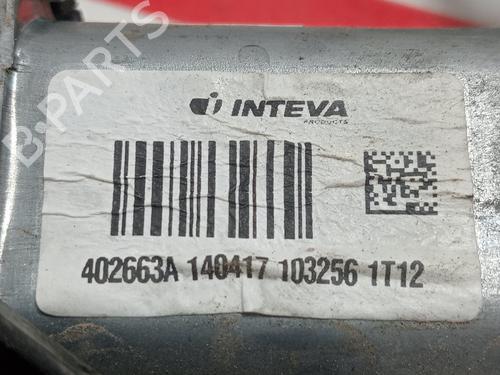 INTEVA
PRODUCTS
402663A 140417 103256 1T12
B-PARTS